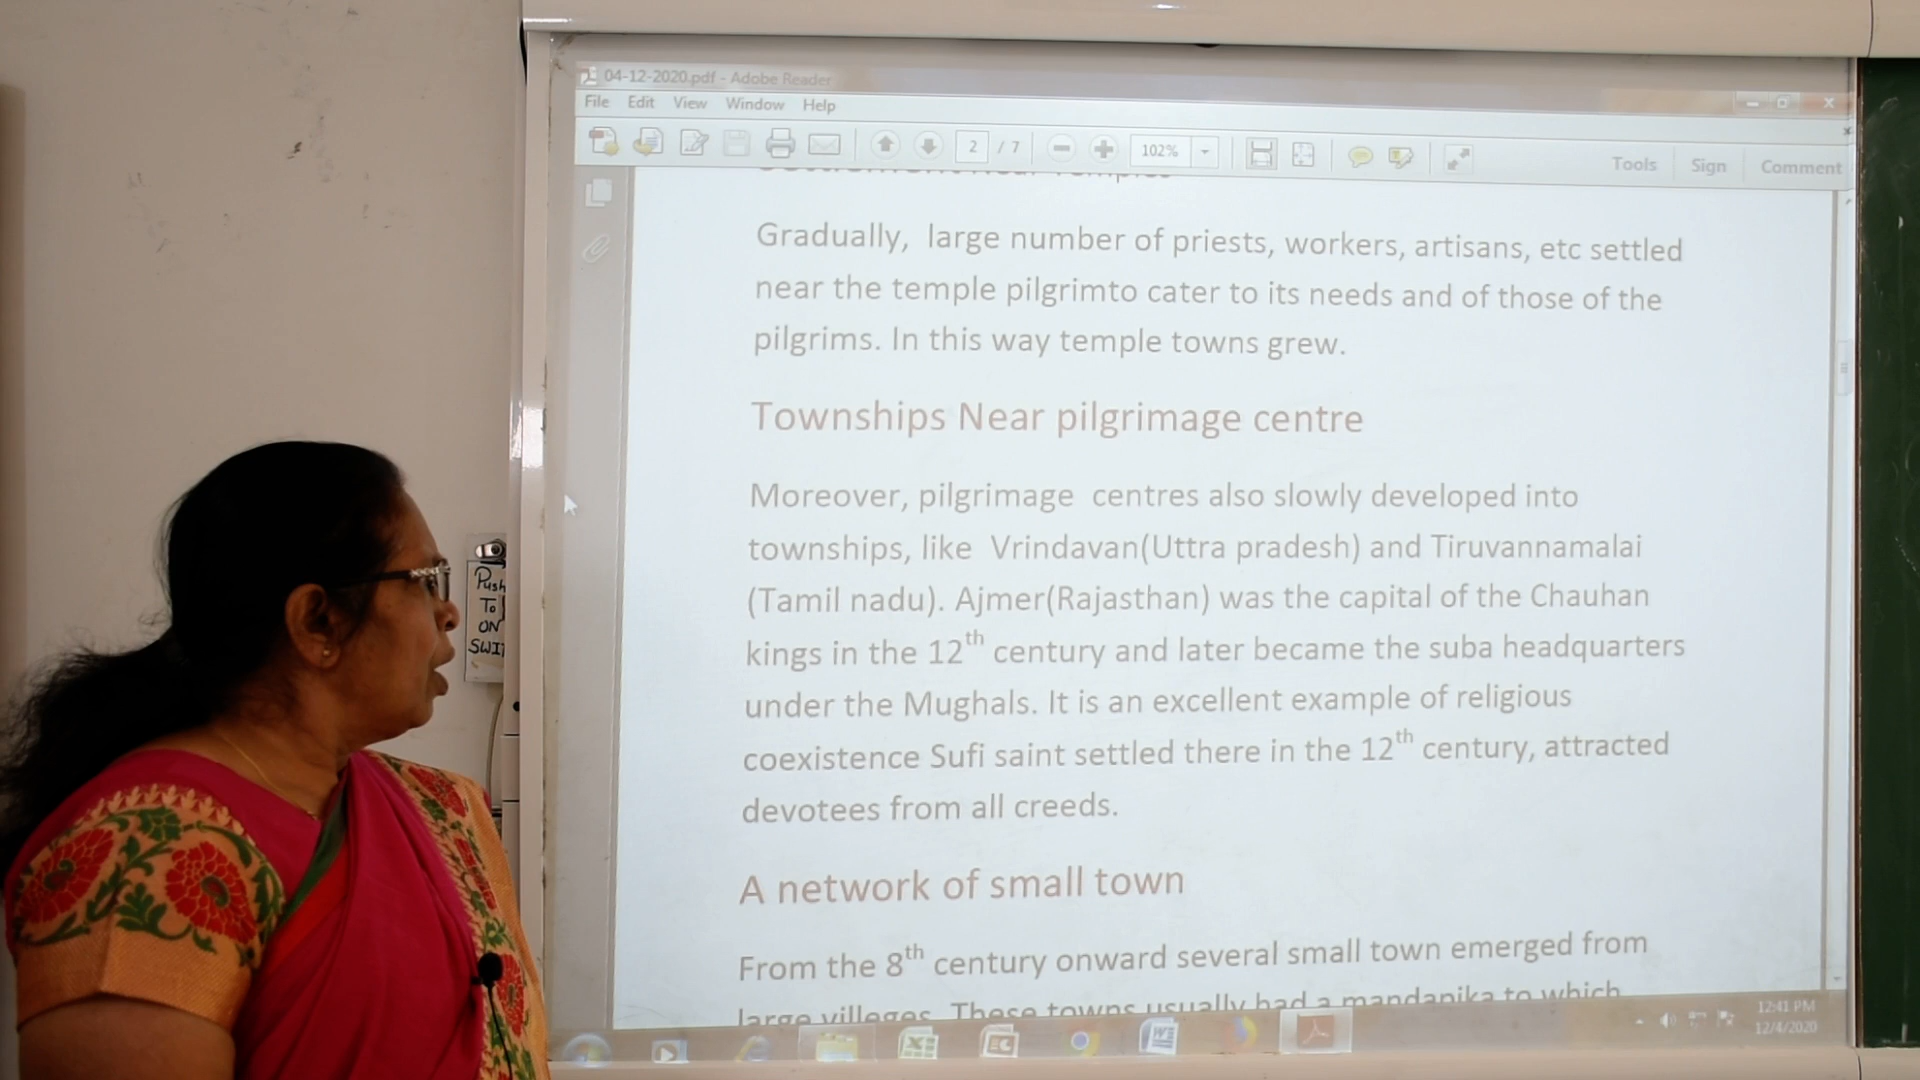 04-12-2020.pdf - Adobe Reader
File Edit View Window Help
2 / 7 102% Tools Sign Comment
Settlement Near Temples
Gradually, large number of priests, workers, artisans, etc settled
near the temple pilgrimto cater to its needs and of those of the
pilgrims. In this way temple towns grew.
Townships Near pilgrimage centre
Moreover, pilgrimage centres also slowly developed into
townships, like Vrindavan(Uttra pradesh) and Tiruvannamalai
(Tamil nadu). Ajmer(Rajasthan) was the capital of the Chauhan
kings in the 12th century and later became the suba headquarters
under the Mughals. It is an excellent example of religious
coexistence Sufi saint settled there in the 12th century, attracted
devotees from all creeds.
A network of small town
From the 8th century onward several small town emerged from
large villages. These towns usually had a mandapika to which
12:41 PM
12/4/2020
Push
To
ON